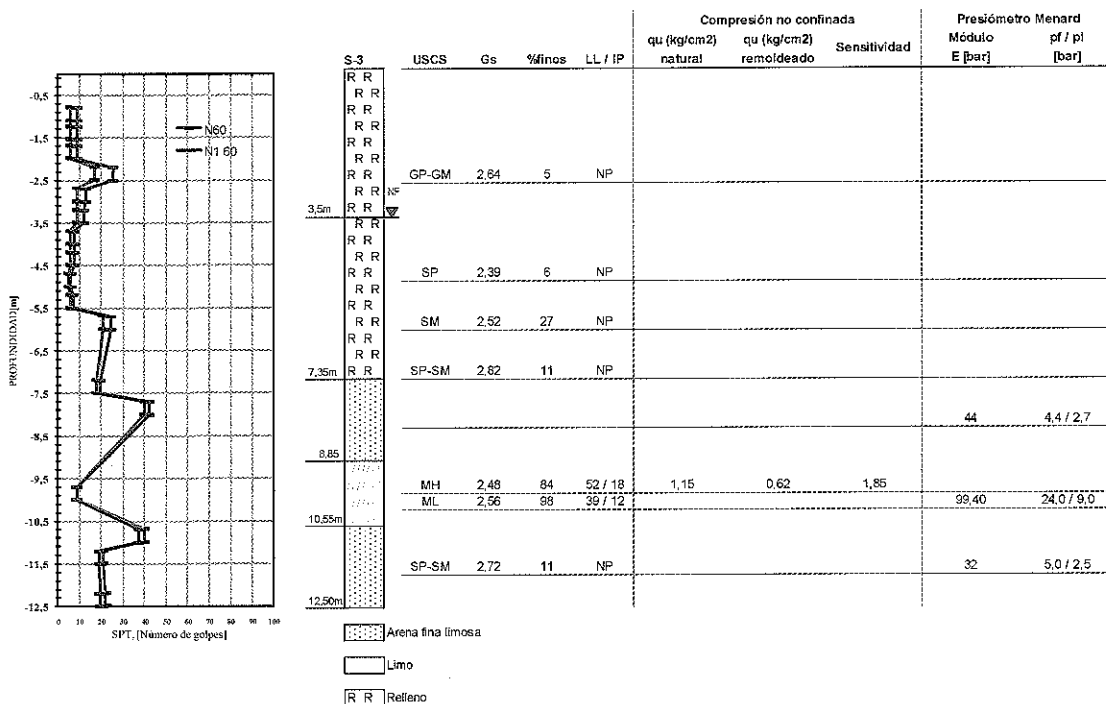 Compresión no confinada Presiómetro Menard
qu (kg/cm2) qu (kg/cm2) Sensitividad Módulo pf / pl
S-3 USCS Gs %finos LL / IP natural remoldeado E [bar] [bar]
R R
-0,5 R R
R R
N60 R R
-1,5 R R
N1 60 R R
R R GP-GM 2,64 5 NP
-2,5 R R NF
3,5m R R
-3,5 R R
R R
-4,5 R R SP 2,39 6 NP
R R
-5,5 R R
R R SM 2,52 27 NP
-6,5 R R
7,35m R R SP-SM 2,82 11 NP
-7,5
44 4,4 / 2,7
-8,5
8,85
-9,5 MH 2,48 84 52 / 18 1,15 0,62 1,85
ML 2,56 98 39 / 12 99,40 24,0 / 9,0
-10,5 10,55m
-11,5 SP-SM 2,72 11 NP 32 5,0 / 2,5
-12,5 12,50m
PROFUNDIDAD[m]
0 10 20 30 40 50 60 70 80 90 100
SPT, [Número de golpes]
Arena fina limosa
Limo
R R Relleno